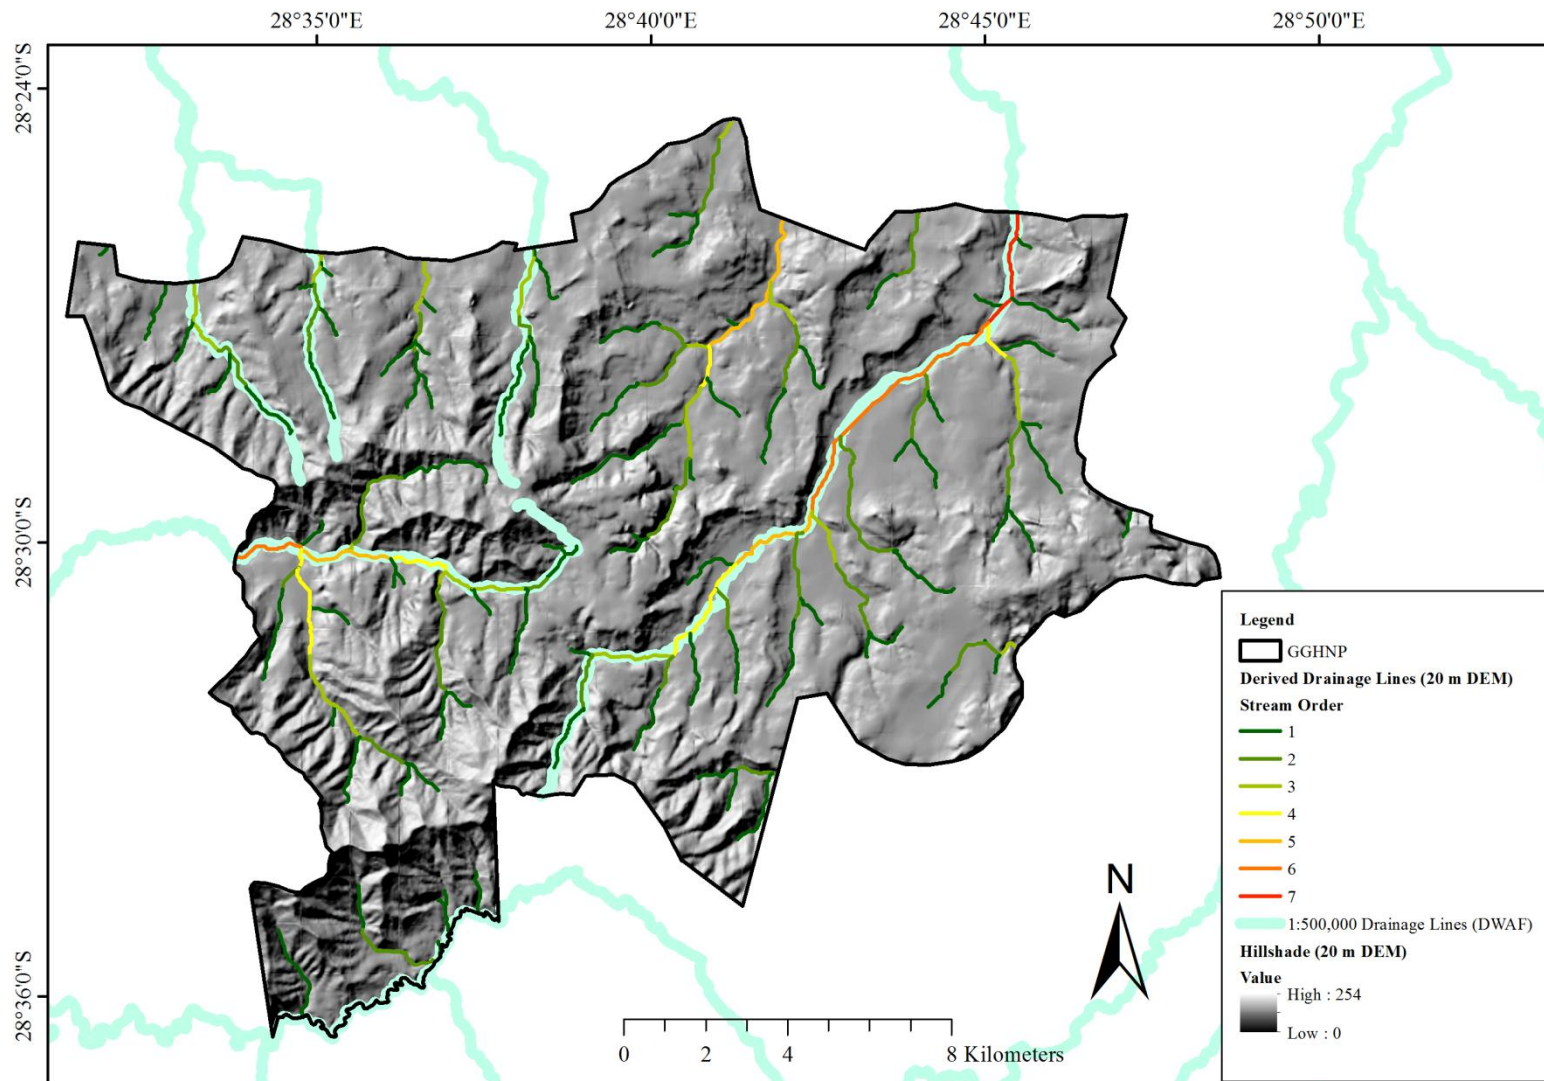 28°35'0"E
28°40'0"E
28°45'0"E
28°50'0"E
28°24'0"S
28°30'0"S
28°36'0"S
Legend
GGHNP
Derived Drainage Lines (20 m DEM)
Stream Order
1
2
3
4
5
6
7
1:500,000 Drainage Lines (DWAF)
Hillshade (20 m DEM)
Value
High : 254
Low : 0
N
0 2 4 8 Kilometers